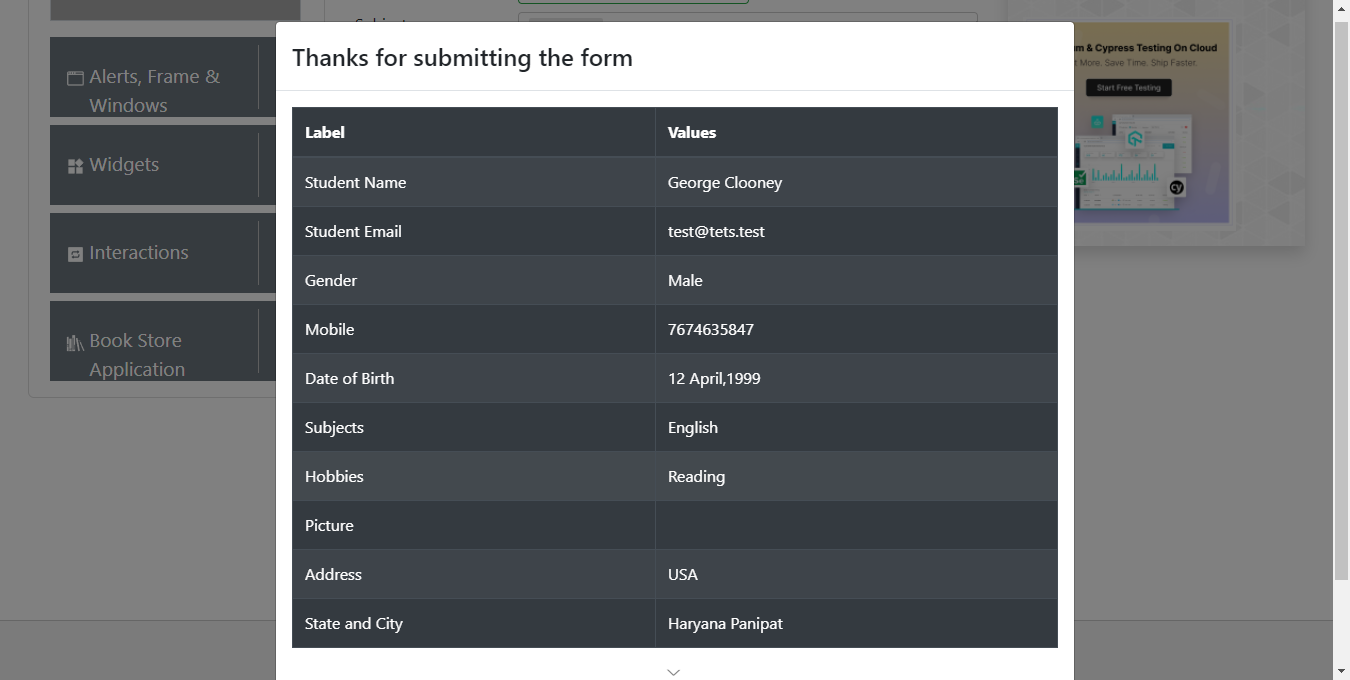 Alerts, Frame &
Windows
Widgets
Interactions
Book Store
Application
Thanks for submitting the form
Label Values
Student Name George Clooney
Student Email test@tets.test
Gender Male
Mobile 7674635847
Date of Birth 12 April,1999
Subjects English
Hobbies Reading
Picture
Address USA
State and City Haryana Panipat
& Cypress Testing On Cloud
More. Save Time. Ship Faster.
Start Free Testing
cy